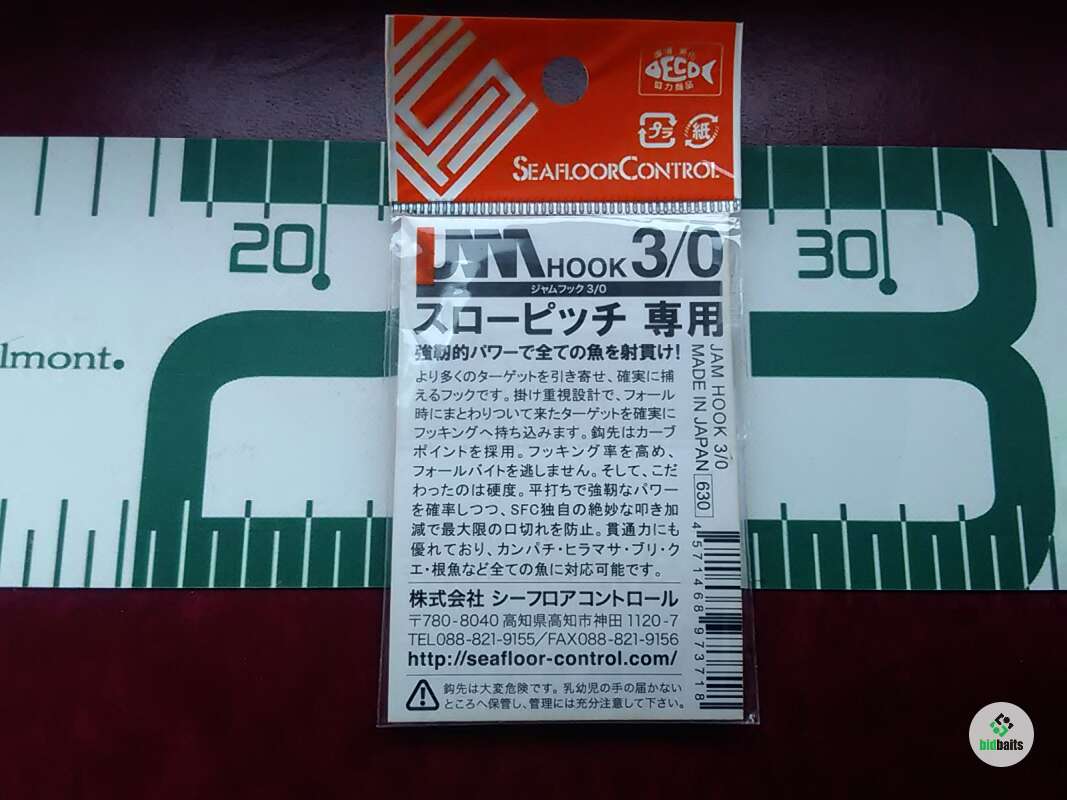 環境 製品
ECO
協力商品
プラ
紙
SEAFLOORCONTROL
20
30
lmont.
JAM HOOK 3/0
ジャムフック 3/0
スローピッチ 専用
強靭的パワーで全ての魚を射貫け!
より多くのターゲットを引き寄せ、確実に捕
えるフックです。掛け重視設計で、フォール
時にまとわりついて来たターゲットを確実に
フッキングへ持ち込みます。鈎先はカーブ
ポイントを採用。フッキング率を高め、
フォールバイトを逃しません。そして、こだ
わったのは硬度。平打ちで強靭なパワー
を確率しつつ、SFC独自の絶妙な叩き加
減で最大限の口切れを防止。貫通力にも
優れており、カンパチ・ヒラマサ・ブリ・ク
エ・根魚など全ての魚に対応可能です。
JAM HOOK 3/0
MADE IN JAPAN 630
4571468973718
株式会社 シーフロアコントロール
〒780-8040 高知県高知市神田 1120-7
TEL088-821-9155/FAX088-821-9156
http://seafloor-control.com/
鈎先は大変危険です。乳幼児の手の届かない
ところへ保管し、管理には充分注意して下さい。
bidbaits